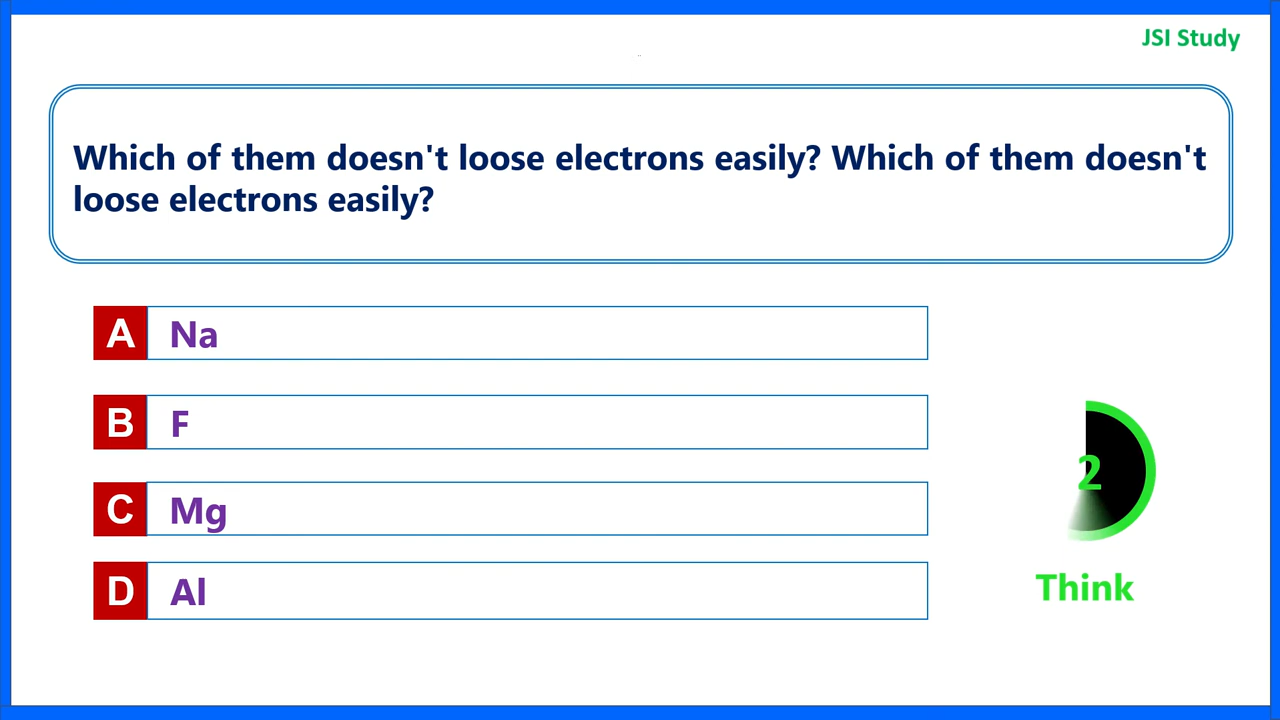 JSI Study
Which of them doesn't loose electrons easily? Which of them doesn't
loose electrons easily?
A Na
B F
C Mg
D Al
2
Think